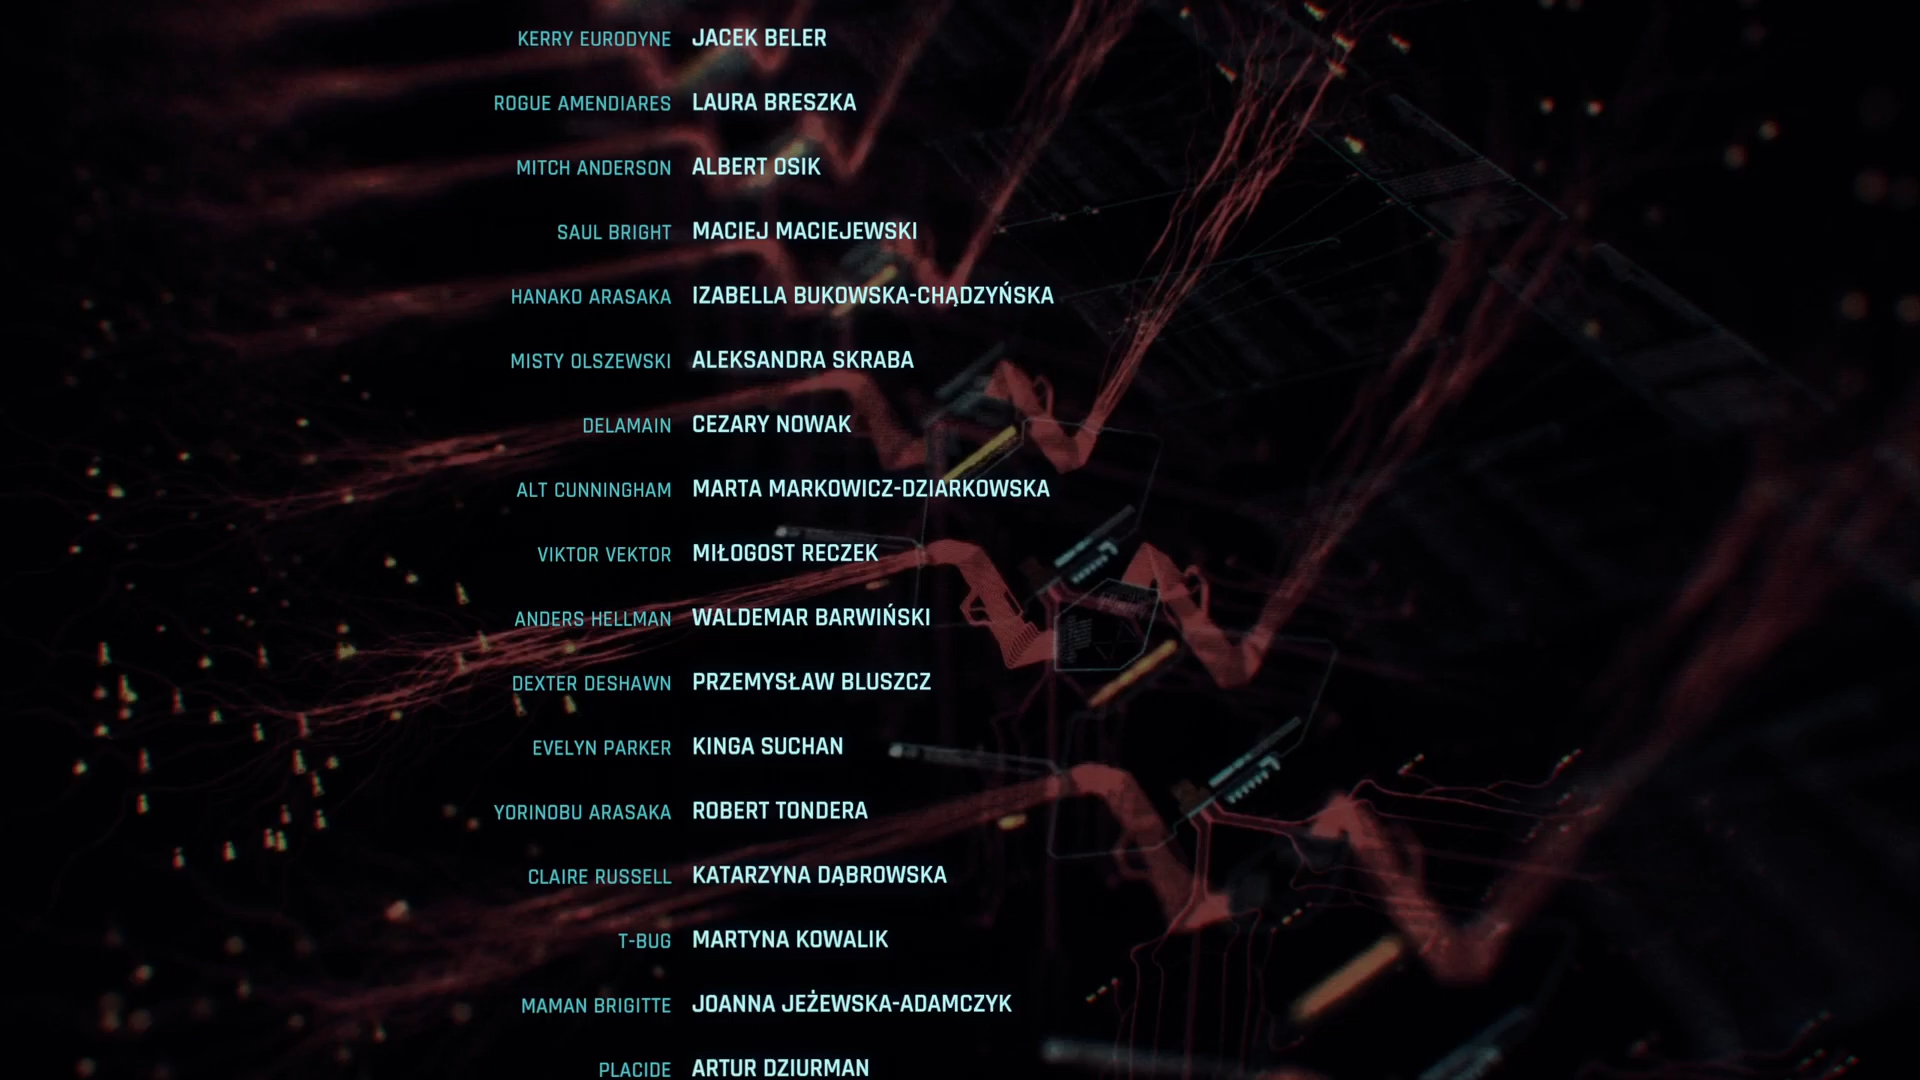 KERRY EURODYNE JACEK BELER
ROGUE AMENDIARES LAURA BRESZKA
MITCH ANDERSON ALBERT OSIK
SAUL BRIGHT MACIEJ MACIEJEWSKI
HANAKO ARASAKA IZABELLA BUKOWSKA-CHĄDZYŃSKA
MISTY OLSZEWSKI ALEKSANDRA SKRABA
DELAMAIN CEZARY NOWAK
ALT CUNNINGHAM MARTA MARKOWICZ-DZIARKOWSKA
VIKTOR VEKTOR MIŁOGOST RECZEK
ANDERS HELLMAN WALDEMAR BARWIŃSKI
DEXTER DESHAWN PRZEMYSŁAW BLUSZCZ
EVELYN PARKER KINGA SUCHAN
YORINOBU ARASAKA ROBERT TONDERA
CLAIRE RUSSELL KATARZYNA DĄBROWSKA
T-BUG MARTYNA KOWALIK
MAMAN BRIGITTE JOANNA JEŻEWSKA-ADAMCZYK
PLACIDE ARTUR DZIURMAN